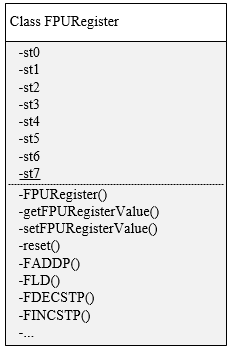 Class FPURegister
-st0
-st1
-st2
-st3
-st4
-st5
-st6
-st7
-FPURegister()
-getFPURegisterValue()
-setFPURegisterValue()
-reset()
-FADDP()
-FLD()
-FDECSTP()
-FINCSTP()
-...